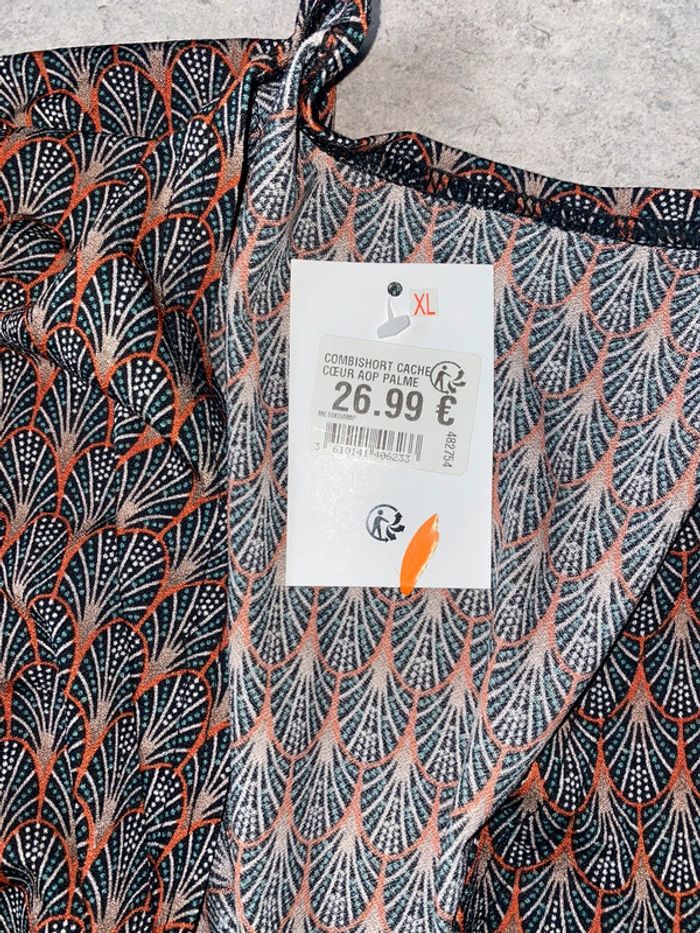 XL
COMBISHORT CACHE
CŒUR AOP PALME
26.99 €
482754
3 610141 406233